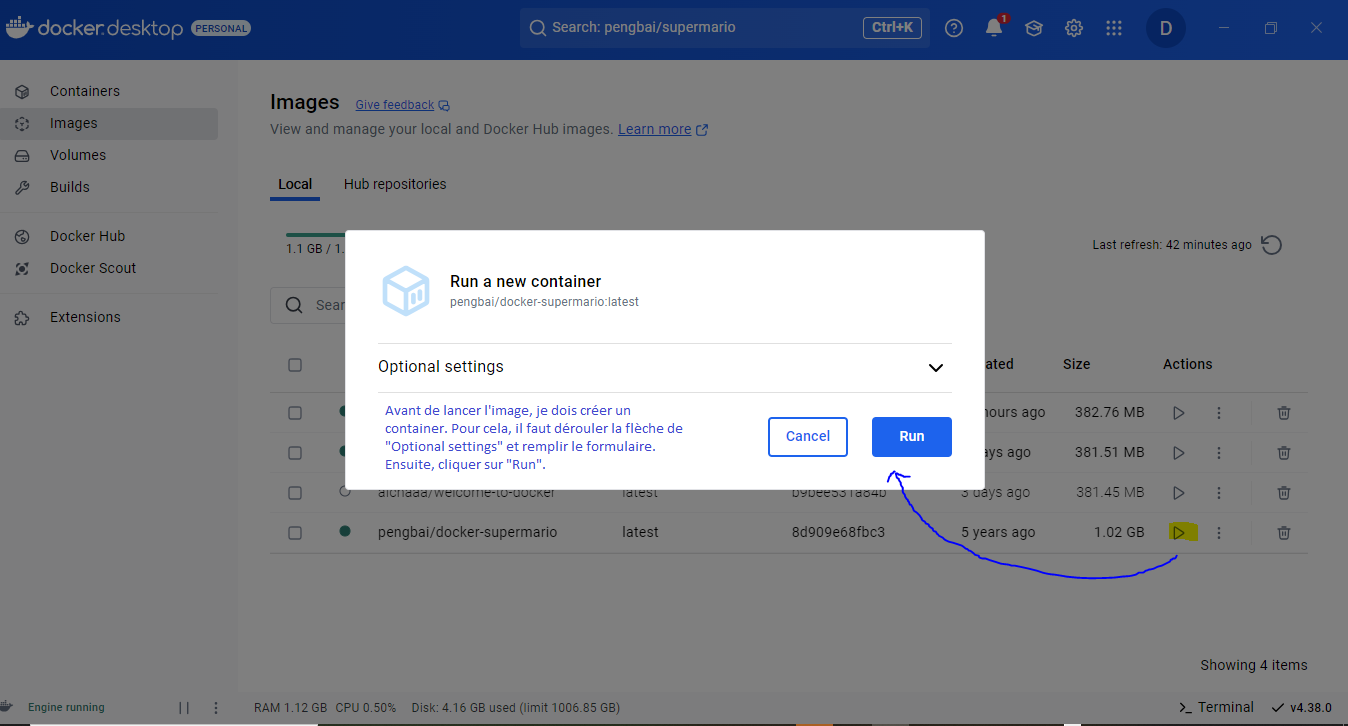 docker.desktop PERSONAL
Search: pengbai/supermario Ctrl+K
1
D
Containers
Images
Volumes
Builds
Docker Hub
Docker Scout
Extensions
Images Give feedback
View and manage your local and Docker Hub images. Learn more
Local Hub repositories
1.1 GB / 1.
Last refresh: 42 minutes ago
Sear
Run a new container
pengbai/docker-supermario:latest
Optional settings
Avant de lancer l'image, je dois créer un
container. Pour cela, il faut dérouler la flèche de
"Optional settings" et remplir le formulaire.
Ensuite, cliquer sur "Run".
Cancel Run
ated Size Actions
hours ago 382.76 MB
ays ago 381.51 MB
aichaaa/welcome-to-docker latest b9bee531a84b 3 days ago 381.45 MB
pengbai/docker-supermario latest 8d909e68fbc3 5 years ago 1.02 GB
Showing 4 items
Engine running RAM 1.12 GB CPU 0.50% Disk: 4.16 GB used (limit 1006.85 GB) Terminal v4.38.0